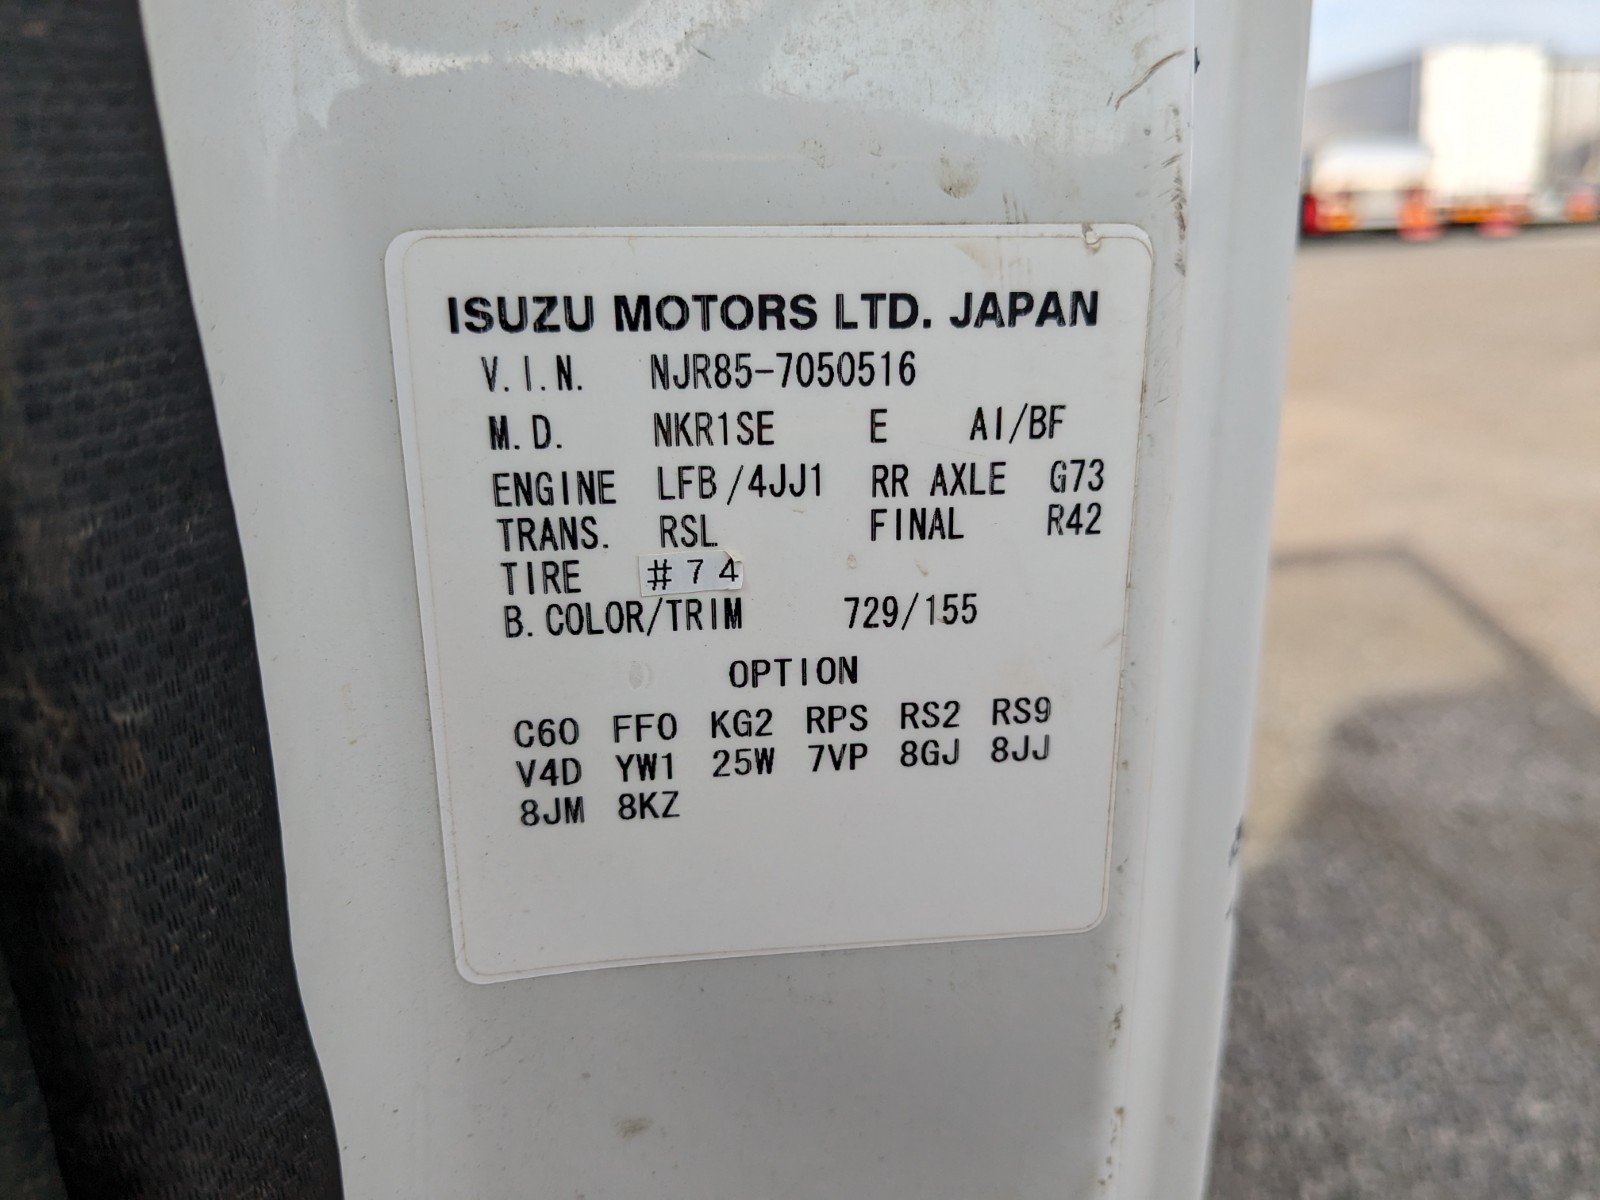 ISUZU MOTORS LTD. JAPAN
V.I.N. NJR85-7050516
M.D. NKR1SE E AI/BF
ENGINE LFB/4JJ1 RR AXLE G73
TRANS. RSL FINAL R42
TIRE #74
B.COLOR/TRIM 729/155
OPTION
C60 FF0 KG2 RPS RS2 RS9
V4D YW1 25W 7VP 8GJ 8JJ
8JM 8KZ